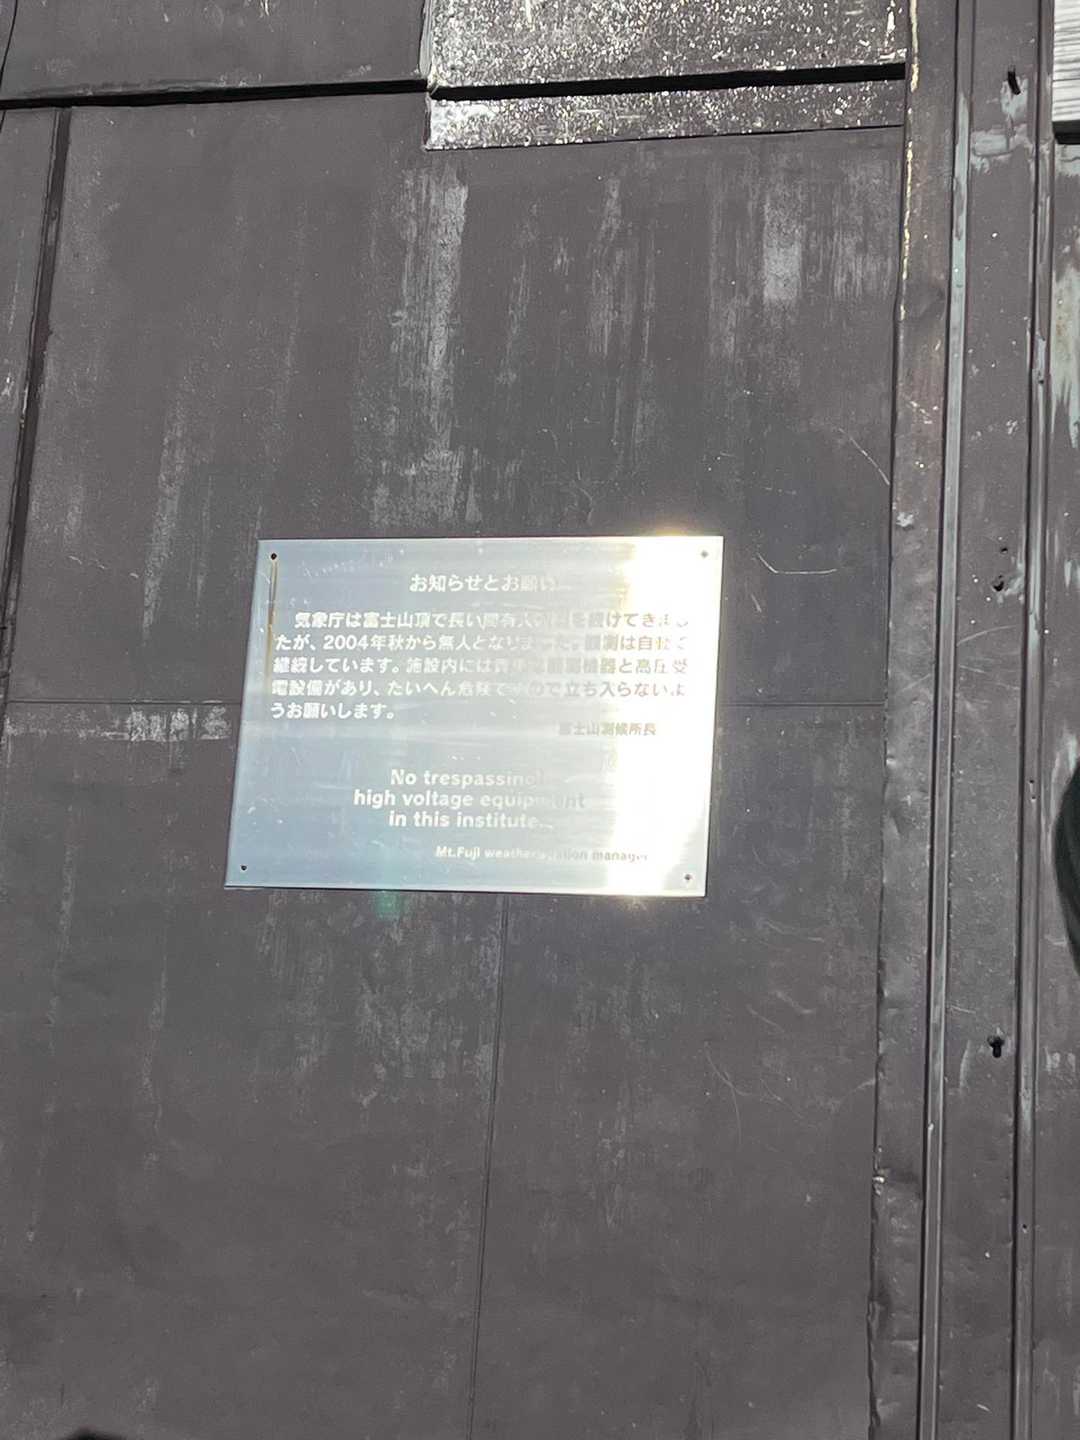 お知らせとお願い
気象庁は富士山頂で長い間有人の観測を続けてきまし
たが、2004年秋から無人となりました。観測は自動で
継続しています。施設内には貴重な観測機器と高圧受
電設備があり、たいへん危険ですので立ち入らないよ
うお願いします。
富士山測候所長
No trespassing!
high voltage equipment
in this institute.
Mt.Fuji weather station manager